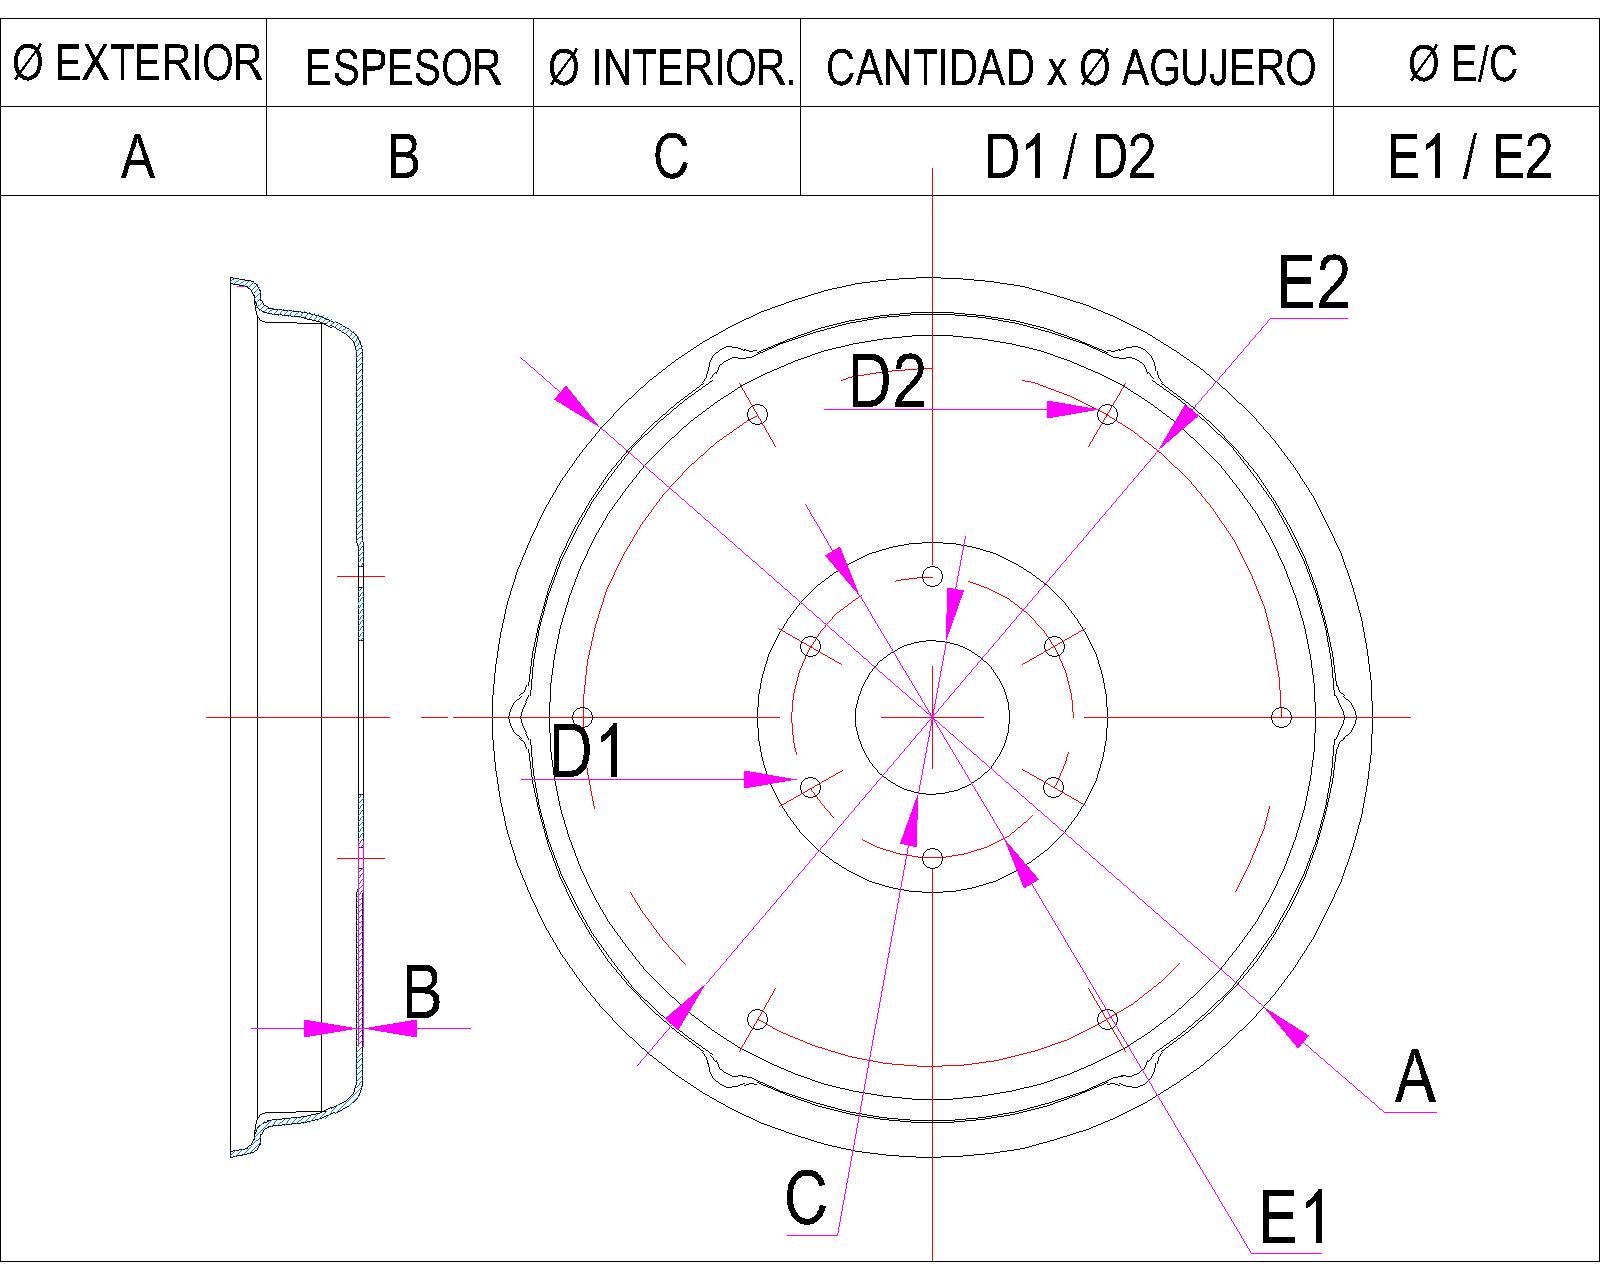 Ø EXTERIOR
ESPESOR
Ø INTERIOR.
CANTIDAD x Ø AGUJERO
Ø E/C
A
B
C
D1 / D2
E1 / E2
E2
D2
D1
B
A
C
E1